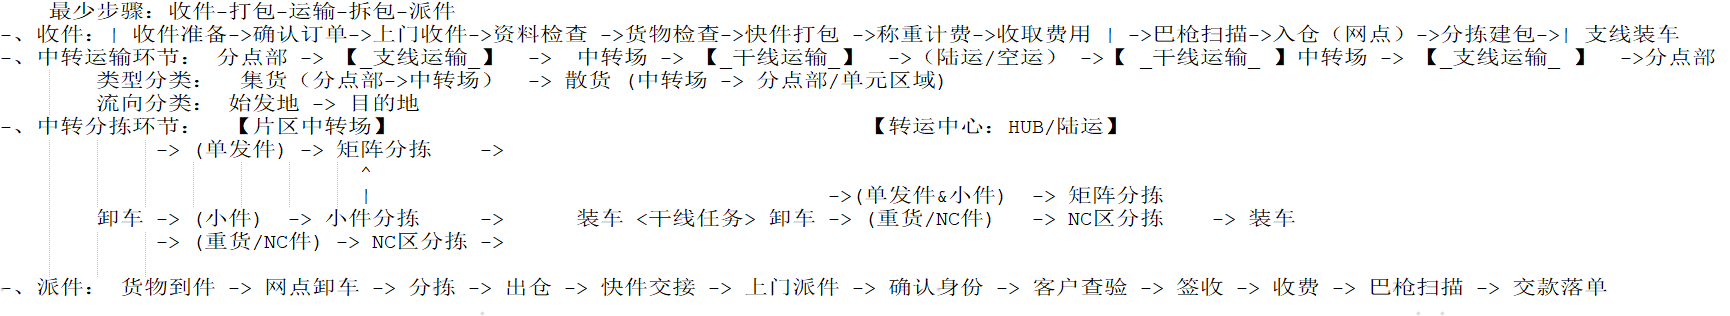 最少步骤: 收件-打包-运输-拆包-派件
一、收件: | 收件准备->确认订单->上门收件->资料检查 ->货物检查->快件打包 ->称重计费->收取费用 | ->巴枪扫描->入仓（网点）->分拣建包->| 支线装车
一、中转运输环节: 分点部 -> 【_支线运输_】 -> 中转场 -> 【_干线运输_】 ->（陆运/空运） ->【 _干线运输_ 】中转场 -> 【_支线运输_ 】 ->分点部
类型分类: 集货（分点部->中转场） -> 散货 (中转场 -> 分点部/单元区域)
流向分类: 始发地 -> 目的地
一、中转分拣环节: 【片区中转场】 【转运中心: HUB/陆运】
-> (单发件) -> 矩阵分拣 ->
^
| ->(单发件&小件) -> 矩阵分拣
卸车 -> (小件) -> 小件分拣 -> 装车 <干线任务> 卸车 -> (重货/NC件) -> NC区分拣 -> 装车
-> (重货/NC件) -> NC区分拣 ->
一、派件: 货物到件 -> 网点卸车 -> 分拣 -> 出仓 -> 快件交接 -> 上门派件 -> 确认身份 -> 客户查验 -> 签收 -> 收费 -> 巴枪扫描 -> 交款落单